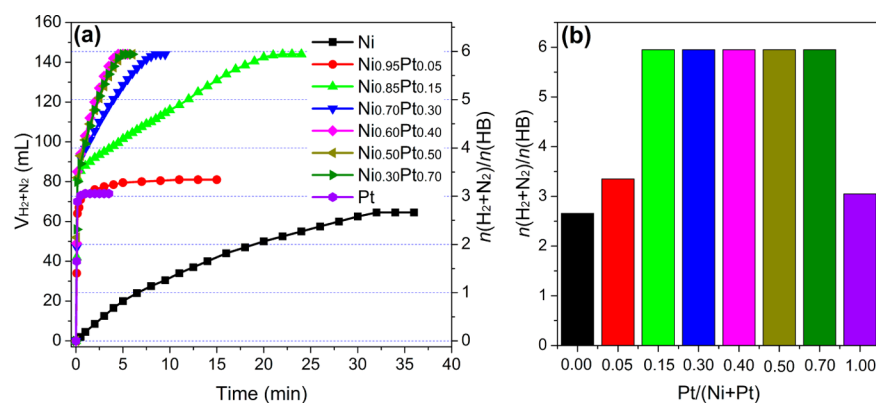 (a)
160
140
120
100
80
60
40
20
0
V_{H2+N2} (mL)
Ni
Ni0.95Pt0.05
Ni0.85Pt0.15
Ni0.70Pt0.30
Ni0.60Pt0.40
Ni0.50Pt0.50
Ni0.30Pt0.70
Pt
6
5
4
3
2
1
0
n(H2+N2)/n(HB)
0 5 10 15 20 25 30 35 40
Time (min)
(b)
6
5
4
3
2
1
0
n(H2+N2)/n(HB)
0.00 0.05 0.15 0.30 0.40 0.50 0.70 1.00
Pt/(Ni+Pt)